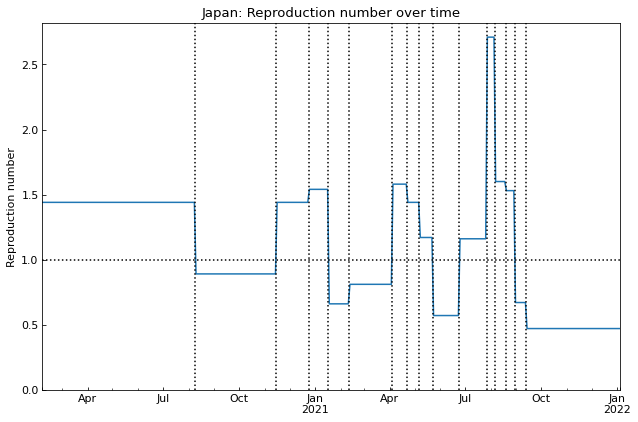 Japan: Reproduction number over time
Reproduction number
2.5
2.0
1.5
1.0
0.5
0.0
Apr Jul Oct Jan Apr Jul Oct Jan
2021 2022